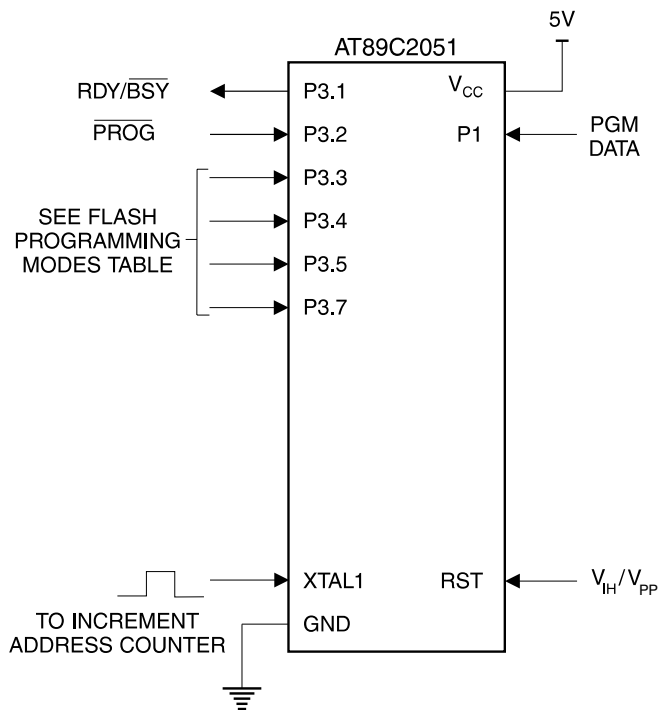 5V
AT89C2051
RDY/BSY
P3.1
VCC
PROG
P3.2
P1
PGM
DATA
P3.3
SEE FLASH
PROGRAMMING
MODES TABLE
P3.4
P3.5
P3.7
XTAL1
RST
VIH/VPP
TO INCREMENT
ADDRESS COUNTER
GND